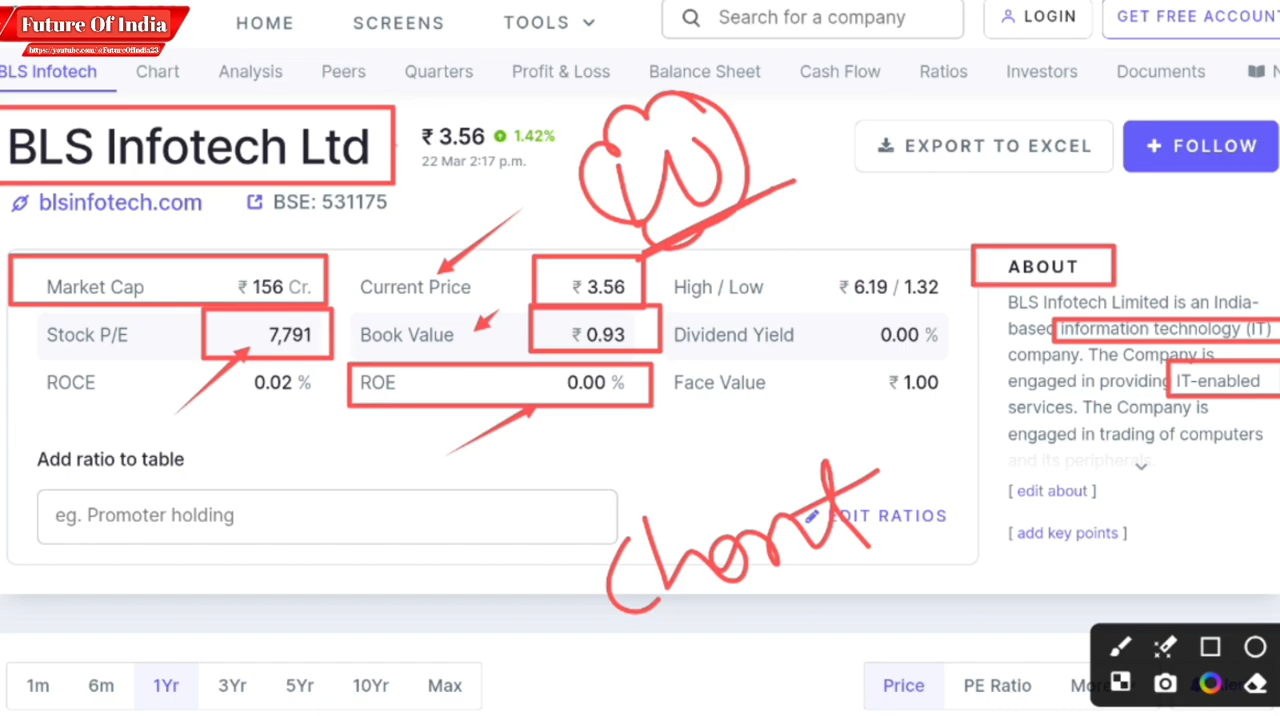 Future Of India
https://youtube.com/@FutureOfIndia23
HOME SCREENS TOOLS
Search for a company
LOGIN
GET FREE ACCOUNT
BLS Infotech Chart Analysis Peers Quarters Profit & Loss Balance Sheet Cash Flow Ratios Investors Documents N
BLS Infotech Ltd
₹ 3.56 1.42%
22 Mar 2:17 p.m.
EXPORT TO EXCEL
+ FOLLOW
blsinfotech.com BSE: 531175
Market Cap ₹ 156 Cr.
Current Price ₹ 3.56
High / Low ₹ 6.19 / 1.32
Stock P/E 7,791
Book Value ₹ 0.93
Dividend Yield 0.00 %
ROCE 0.02 %
ROE 0.00 %
Face Value ₹ 1.00
Add ratio to table
eg. Promoter holding
EDIT RATIOS
Chart
ABOUT
BLS Infotech Limited is an India-
based information technology (IT)
company. The Company is
engaged in providing IT-enabled
services. The Company is
engaged in trading of computers
and its peripherals.
[ edit about ]
[ add key points ]
1m 6m 1Yr 3Yr 5Yr 10Yr Max
Price PE Ratio